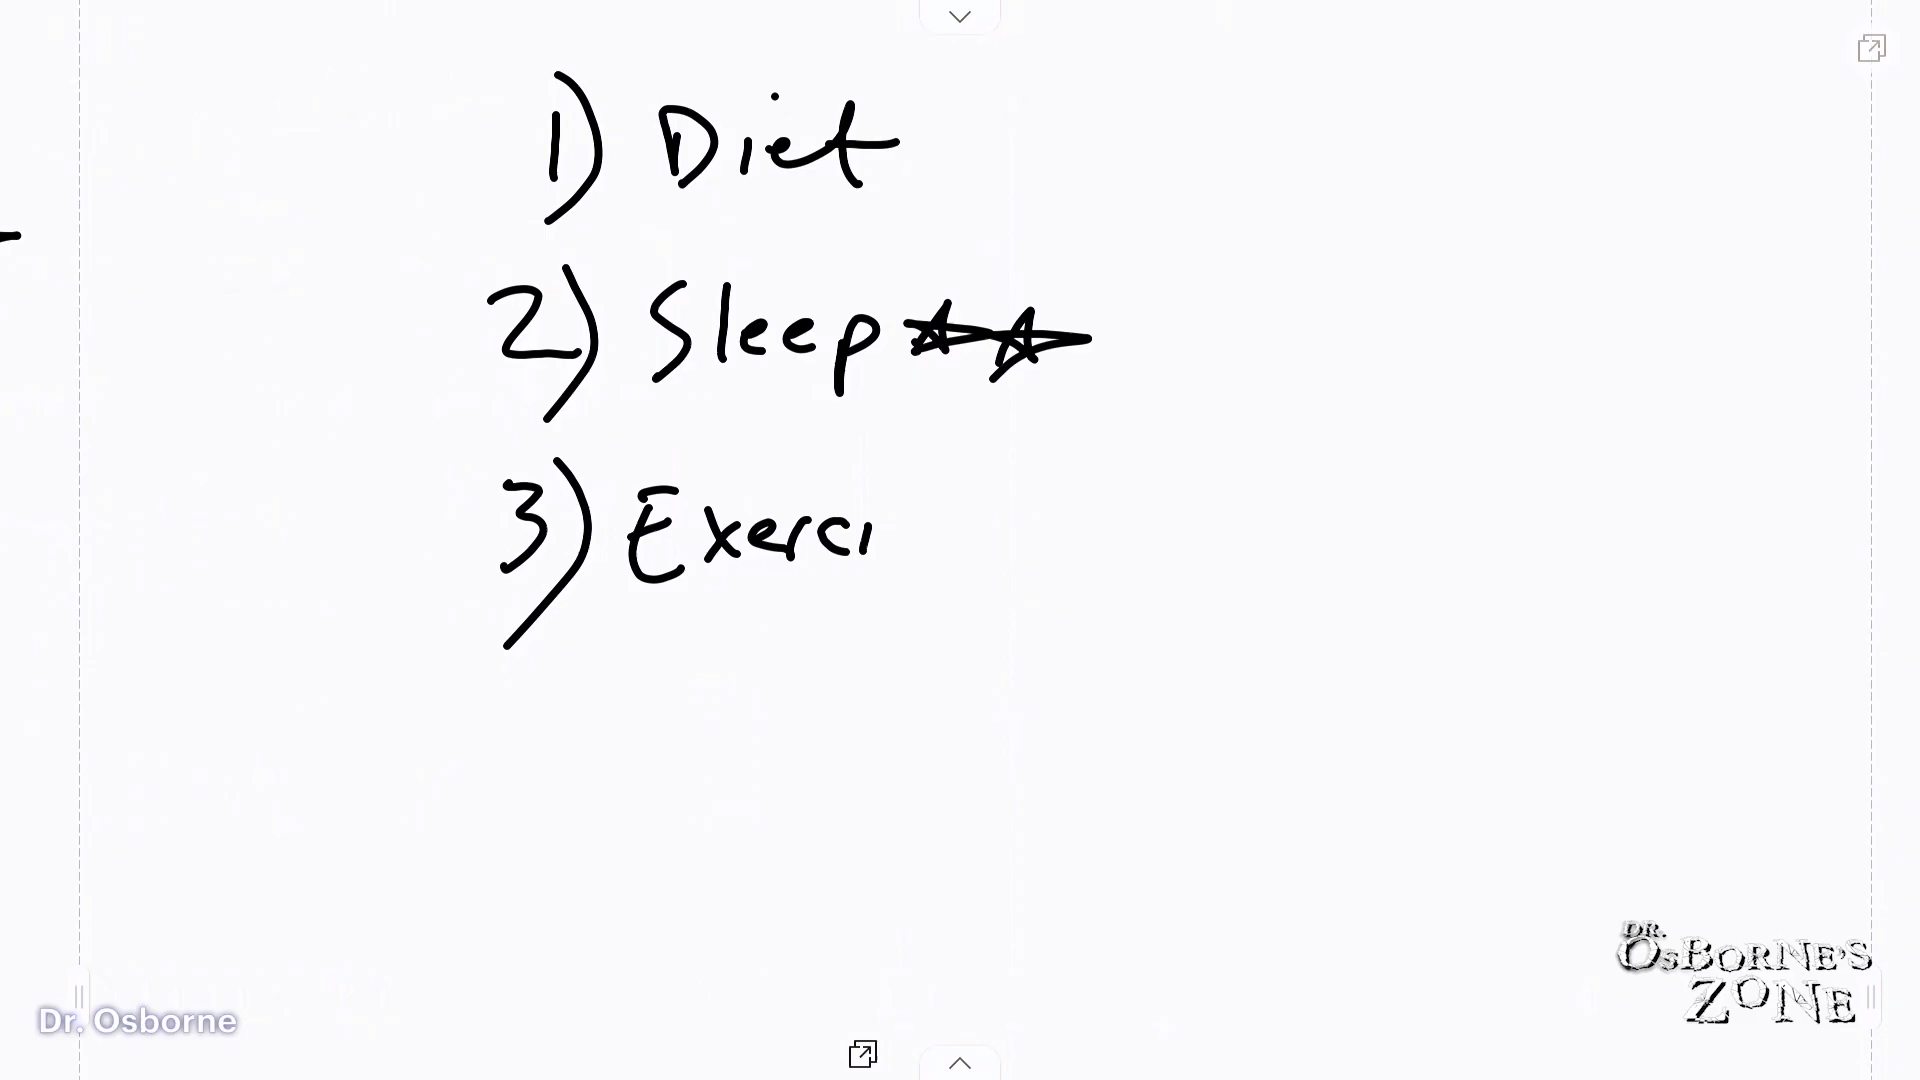 1) Diet
2) Sleep
3) Exerci
DR.
OSBORNE'S
ZONE
Dr. Osborne